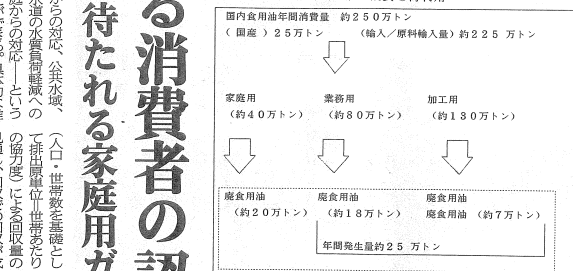 国内食用油年間消費量 約250万トン
(国産)25万トン (輸入/原料輸入量)約225万トン
家庭用 業務用 加工用
(約40万トン) (約80万トン) (約130万トン)
廃食用油 廃食用油 廃食用油
(約20万トン) (約18万トン) 廃食用油 (約7万トン)
年間発生量約25万トン
る消費者の
待たれる家庭用ガ
からの対応、公共水域、
水道の水質負荷軽減への
庭からの対応――という
(人口・世帯数を基礎とし
て排出原単位=世帯あたり
の協力度)による回収量の